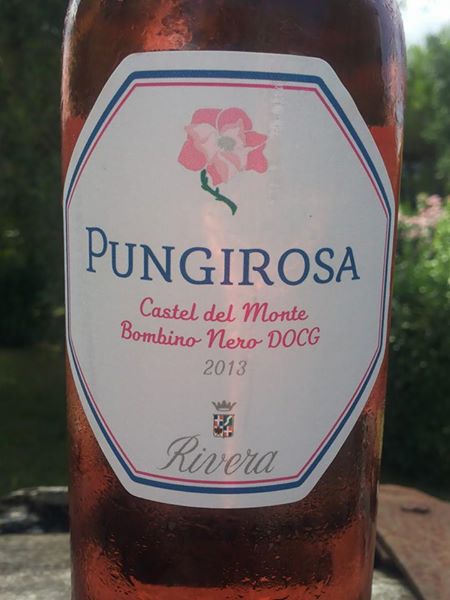 PUNGIROSA
Castel del Monte
Bombino Nero DOCG
2013
Rivera